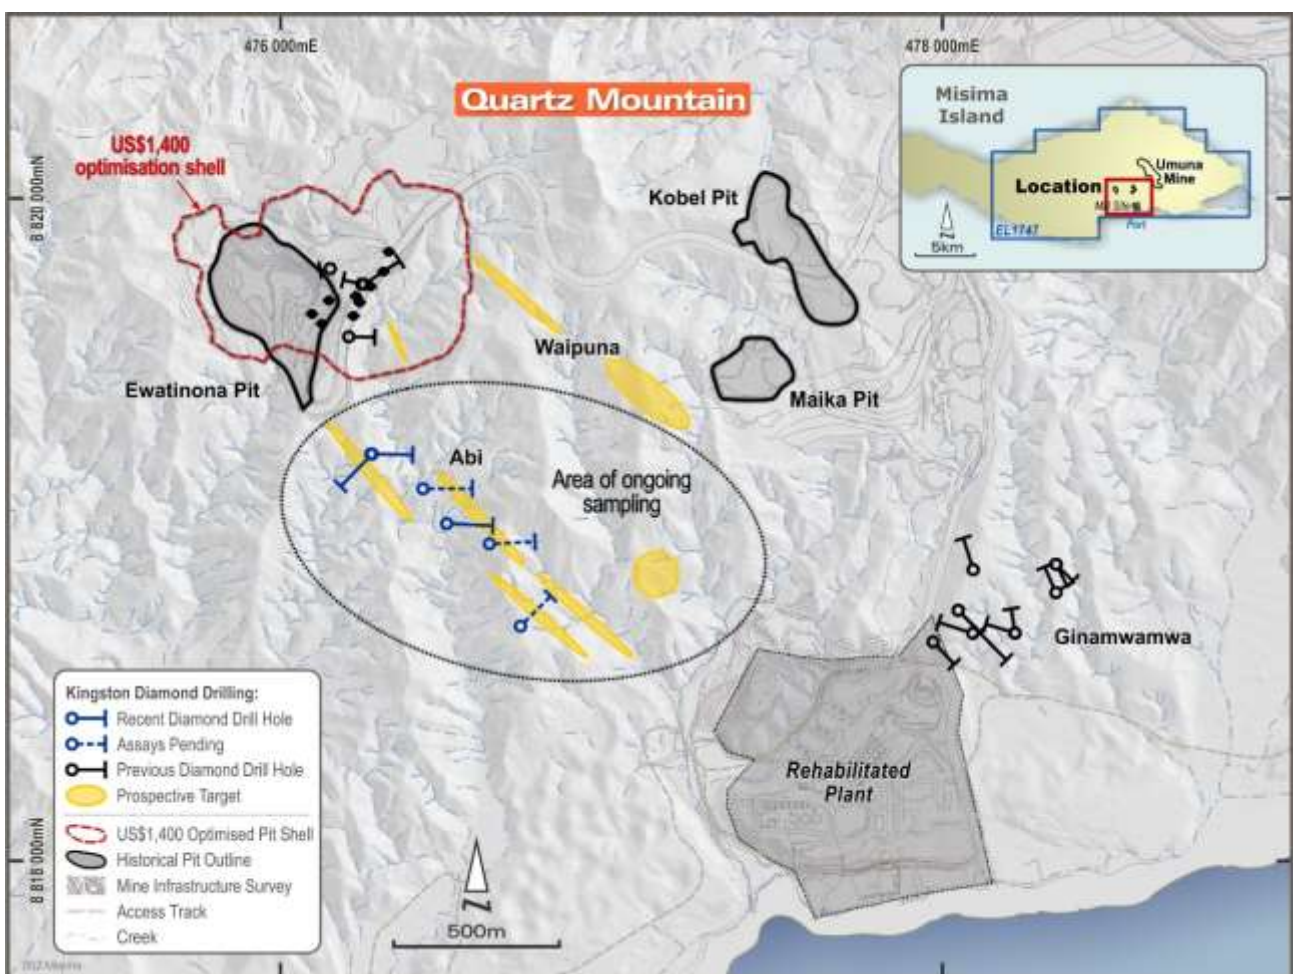 476 000mE
478 000mE
Quartz Mountain
Misima
Island
Umuna
Mine
Location
EL1747
Port
5km
US$1,400
optimisation shell
8 820 000mN
Kobel Pit
Waipuna
Ewatinona Pit
Maika Pit
Abi
Area of ongoing
sampling
Ginamwamwa
Rehabilitated
Plant
Kingston Diamond Drilling:
Recent Diamond Drill Hole
Assays Pending
Previous Diamond Drill Hole
Prospective Target
US$1,400 Optimised Pit Shell
Historical Pit Outline
Mine Infrastructure Survey
Access Track
Creek
8 818 000mN
N
500m